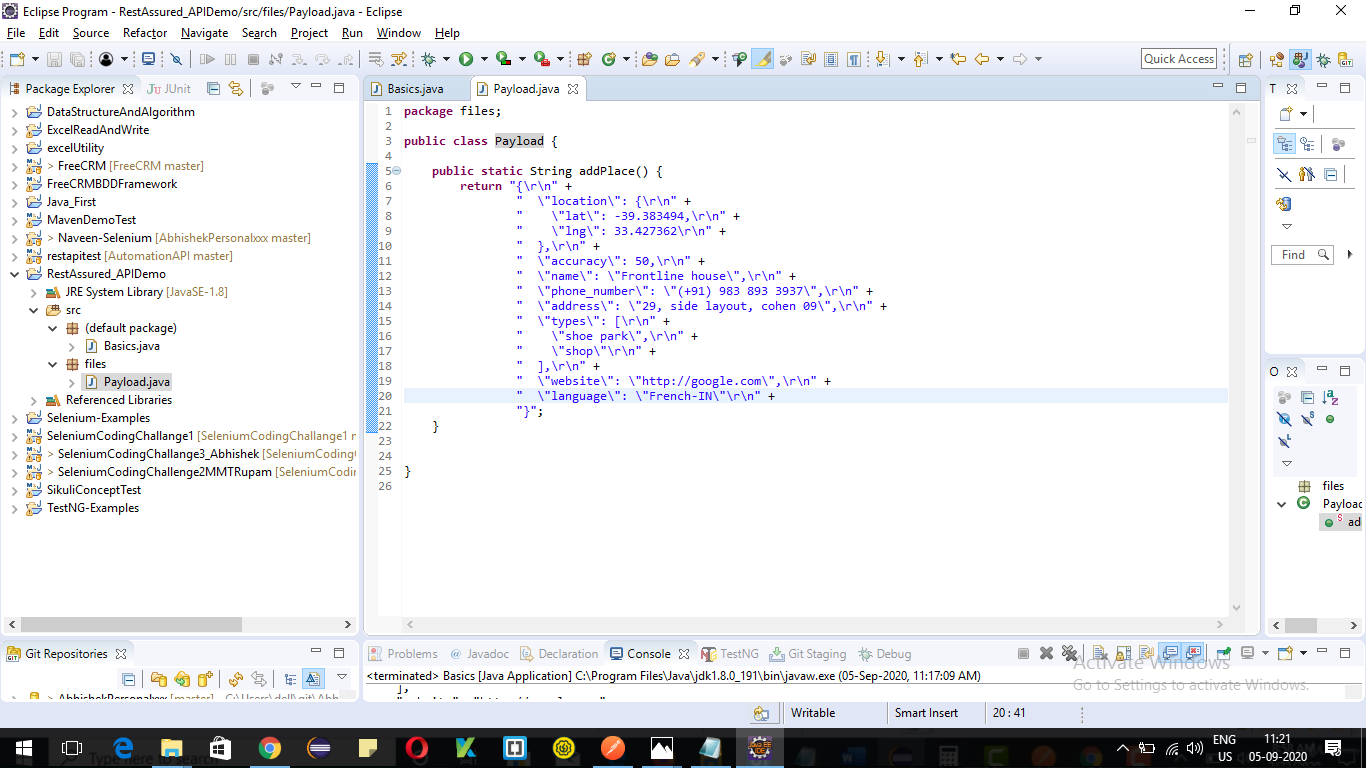 Eclipse Program - RestAssured_APIDemo/src/files/Payload.java - Eclipse
File Edit Source Refactor Navigate Search Project Run Window Help
Quick Access
Package Explorer JUnit
DataStructureAndAlgorithm
ExcelReadAndWrite
excelUtility
> FreeCRM [FreeCRM master]
FreeCRMBDDFramework
Java_First
MavenDemoTest
> Naveen-Selenium [AbhishekPersonalxxx master]
restapitest [AutomationAPI master]
RestAssured_APIDemo
JRE System Library [JavaSE-1.8]
src
(default package)
Basics.java
files
Payload.java
Referenced Libraries
Selenium-Examples
SeleniumCodingChallange1 [SeleniumCodingChallange1 r
> SeleniumCodingChallange3_Abhishek [SeleniumCoding
> SeleniumCodingChallenge2MMTRupam [SeleniumCodir
SikuliConceptTest
TestNG-Examples
Basics.java Payload.java
1 package files;
2
3 public class Payload {
4
5 public static String addPlace() {
6 return "{\r\n" +
7 "  \"location\": {\r\n" +
8 "    \"lat\": -39.383494,\r\n" +
9 "    \"lng\": 33.427362\r\n" +
10 "  },\r\n" +
11 "  \"accuracy\": 50,\r\n" +
12 "  \"name\": \"Frontline house\",\r\n" +
13 "  \"phone_number\": \"(+91) 983 893 3937\",\r\n" +
14 "  \"address\": \"29, side layout, cohen 09\",\r\n" +
15 "  \"types\": [\r\n" +
16 "    \"shoe park\",\r\n" +
17 "    \"shop\"\r\n" +
18 "  ],\r\n" +
19 "  \"website\": \"http://google.com\",\r\n" +
20 "  \"language\": \"French-IN\"\r\n" +
21 "}";
22 }
23
24
25 }
26
T
Find
O
files
Payload
ad
Git Repositories
Problems @ Javadoc Declaration Console TestNG Git Staging Debug
<terminated> Basics [Java Application] C:\Program Files\Java\jdk1.8.0_191\bin\javaw.exe (05-Sep-2020, 11:17:09 AM)
],
Activate Windows
Go to Settings to activate Windows.
Writable Smart Insert 20 : 41
ENG
US
11:21
05-09-2020